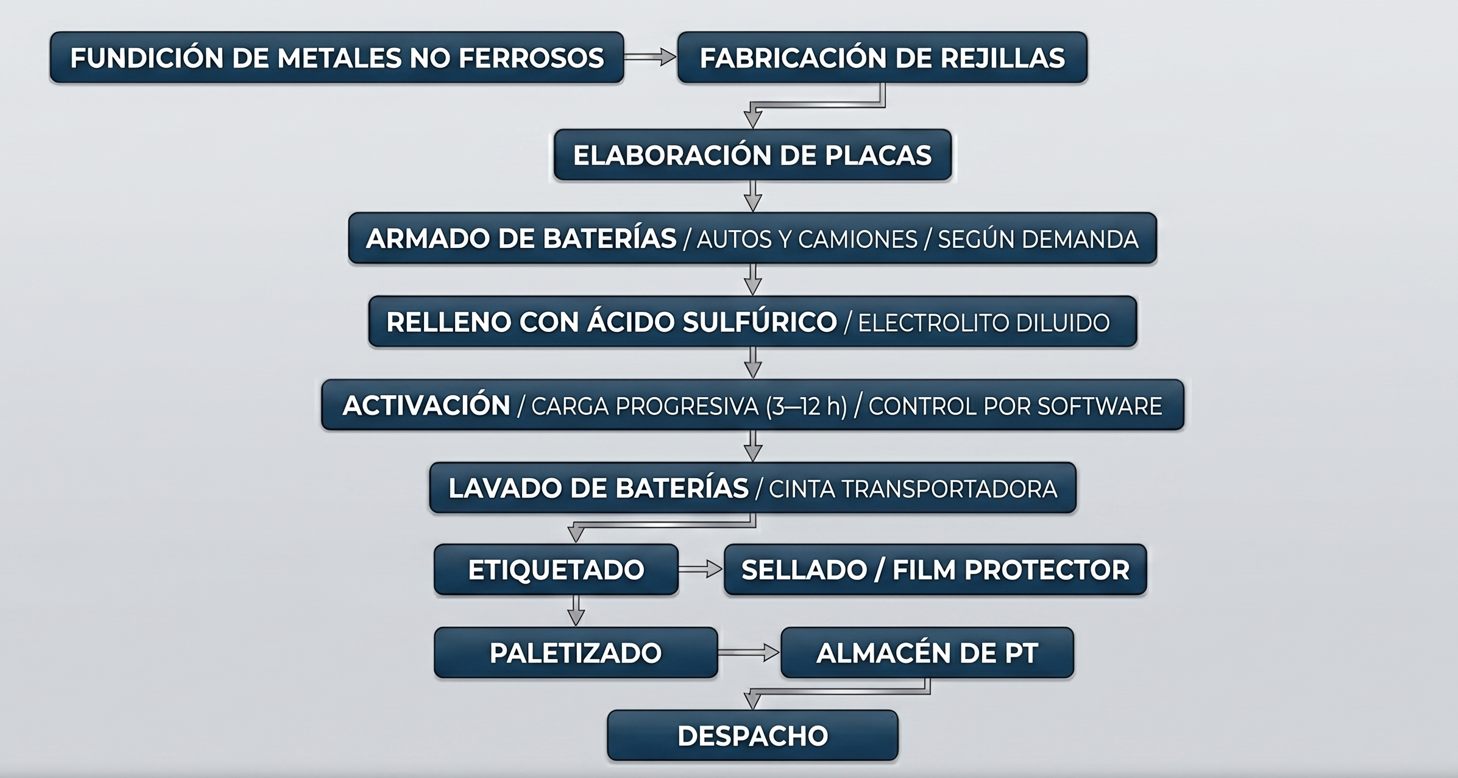 FUNDICIÓN DE METALES NO FERROSOS
FABRICACIÓN DE REJILLAS
ELABORACIÓN DE PLACAS
ARMADO DE BATERÍAS / AUTOS Y CAMIONES / SEGÚN DEMANDA
RELLENO CON ÁCIDO SULFÚRICO / ELECTROLITO DILUIDO
ACTIVACIÓN / CARGA PROGRESIVA (3–12 h) / CONTROL POR SOFTWARE
LAVADO DE BATERÍAS / CINTA TRANSPORTADORA
ETIQUETADO
SELLADO / FILM PROTECTOR
PALETIZADO
ALMACÉN DE PT
DESPACHO